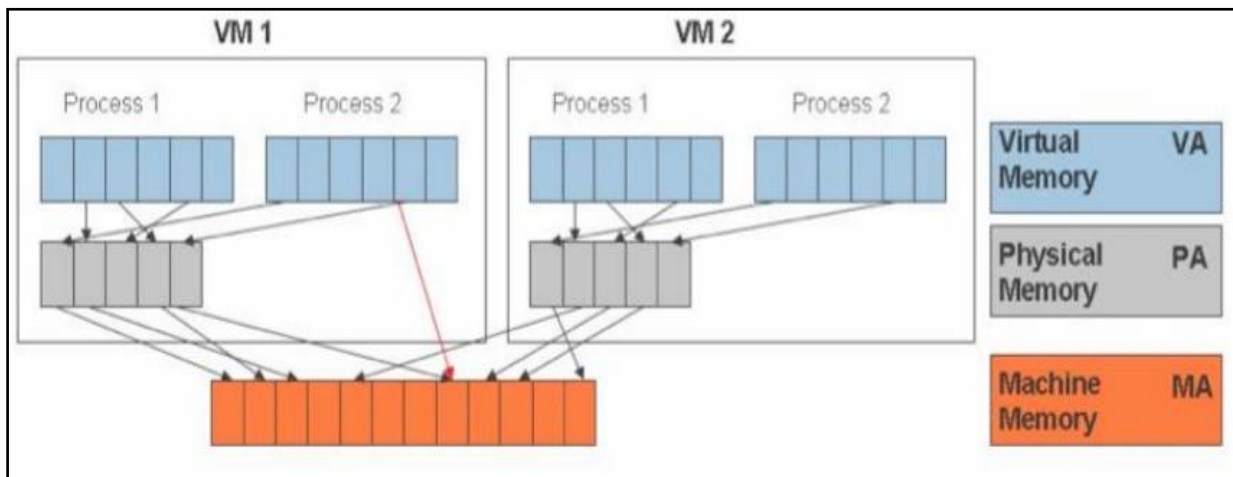 VM 1
VM 2
Process 1
Process 2
Process 1
Process 2
Virtual VA
Memory
Physical PA
Memory
Machine MA
Memory